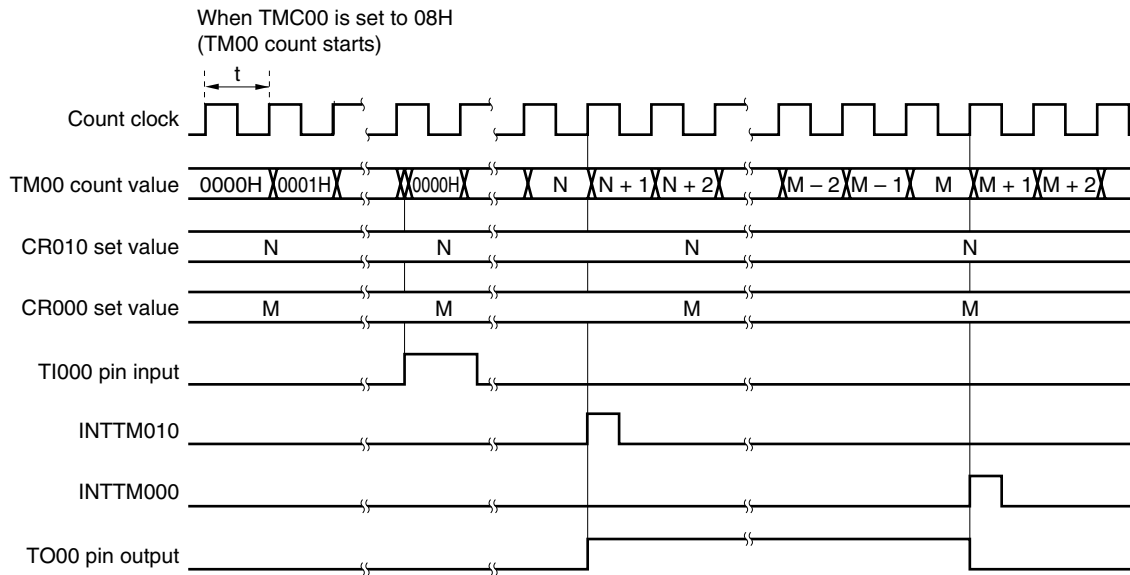 When TMC00 is set to 08H
(TM00 count starts)
t
Count clock
TM00 count value 0000H 0001H 0000H N N + 1 N + 2 M – 2 M – 1 M M + 1 M + 2
CR010 set value N N N N
CR000 set value M M M M
TI000 pin input
INTTM010
INTTM000
TO00 pin output